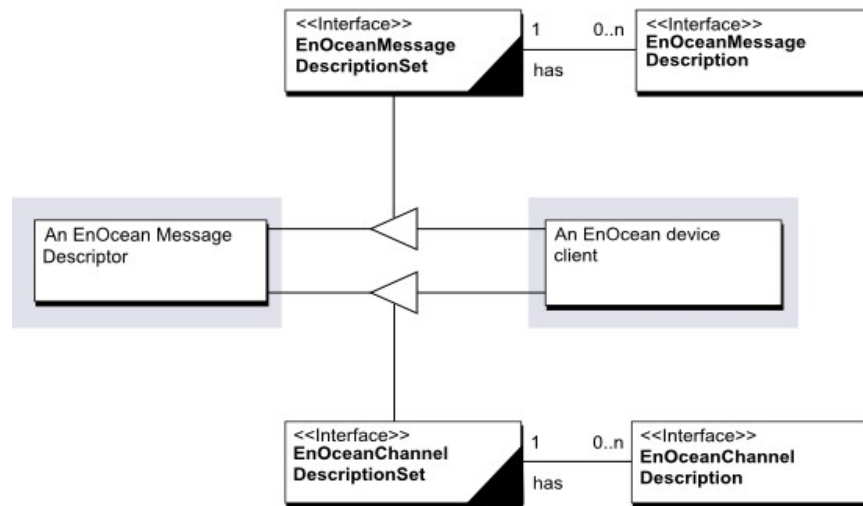 <<Interface>>
EnOceanMessage
DescriptionSet
1
0..n
has
<<Interface>>
EnOceanMessage
Description
An EnOcean Message
Descriptor
An EnOcean device
client
<<Interface>>
EnOceanChannel
DescriptionSet
1
0..n
has
<<Interface>>
EnOceanChannel
Description